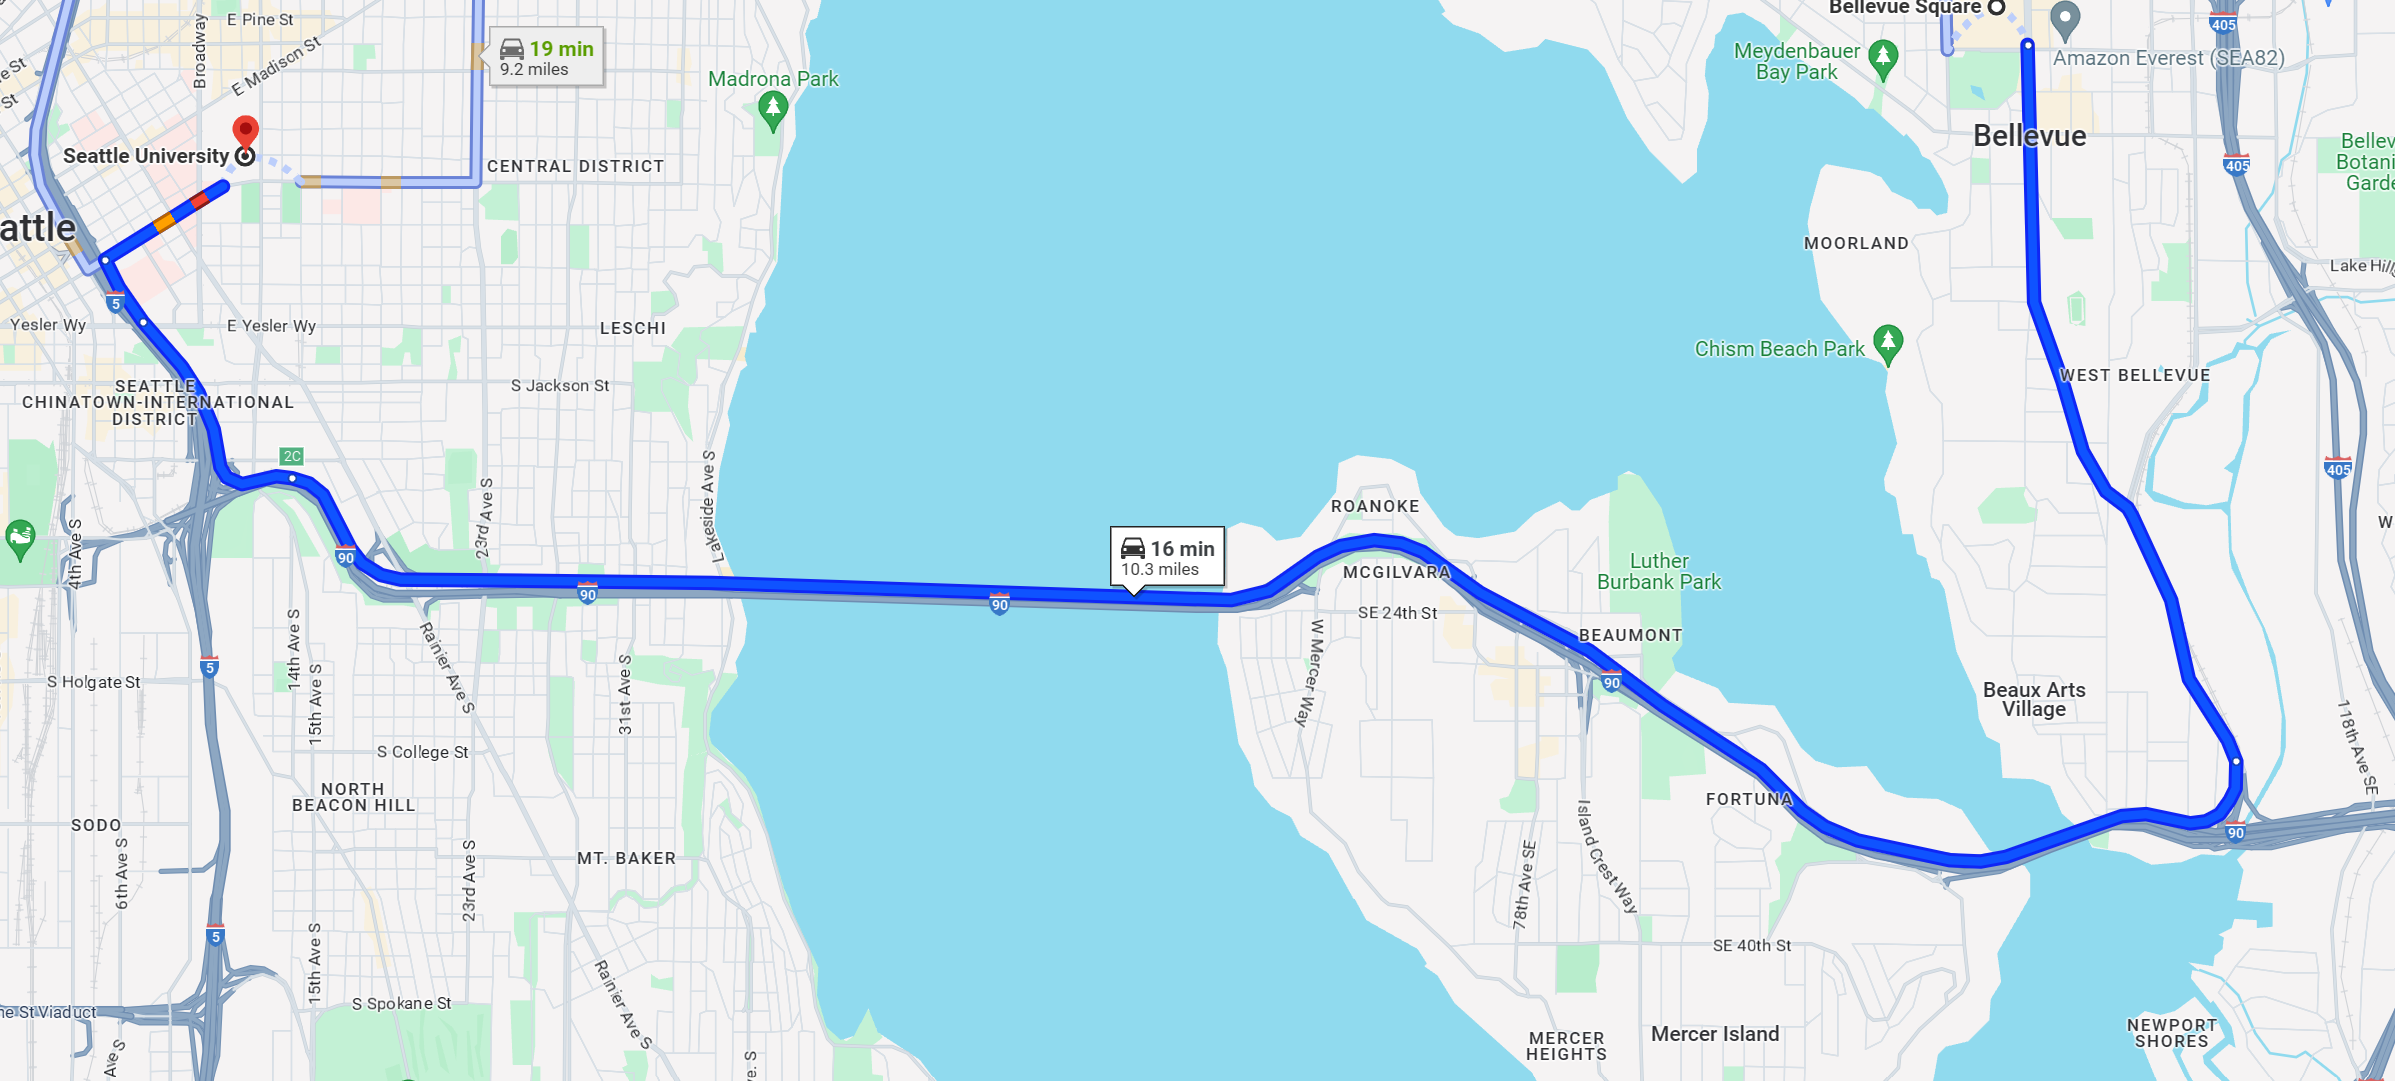 E Pine St
Broadway
E Madison St
19 min
9.2 miles
Madrona Park
Bellevue Square
405
Meydenbauer
Bay Park
Amazon Everest (SEA82)
Bellevue
405
Seattle University
CENTRAL DISTRICT
attle
MOORLAND
5
Yesler Wy
E Yesler Wy
LESCHI
Chism Beach Park
WEST BELLEVUE
SEATTLE
CHINATOWN-INTERNATIONAL
DISTRICT
S Jackson St
2C
Lakeside Ave S
405
23rd Ave S
4th Ave S
90
90
90
16 min
10.3 miles
ROANOKE
MCGILVARA
SE 24th St
Luther
Burbank Park
BEAUMONT
90
14th Ave S
15th Ave S
Rainier Ave S
31st Ave S
W Mercer Way
5
S Holgate St
Beaux Arts
Village
118th Ave SE
S College St
NORTH
BEACON HILL
SODO
6th Ave S
23rd Ave S
MT. BAKER
FORTUNA
90
78th Ave SE
Island Crest Way
5
SE 40th St
15th Ave S
Rainier Ave S
S Spokane St
ne St Viaduct
MERCER
HEIGHTS
Mercer Island
NEWPORT
SHORES
Ave S